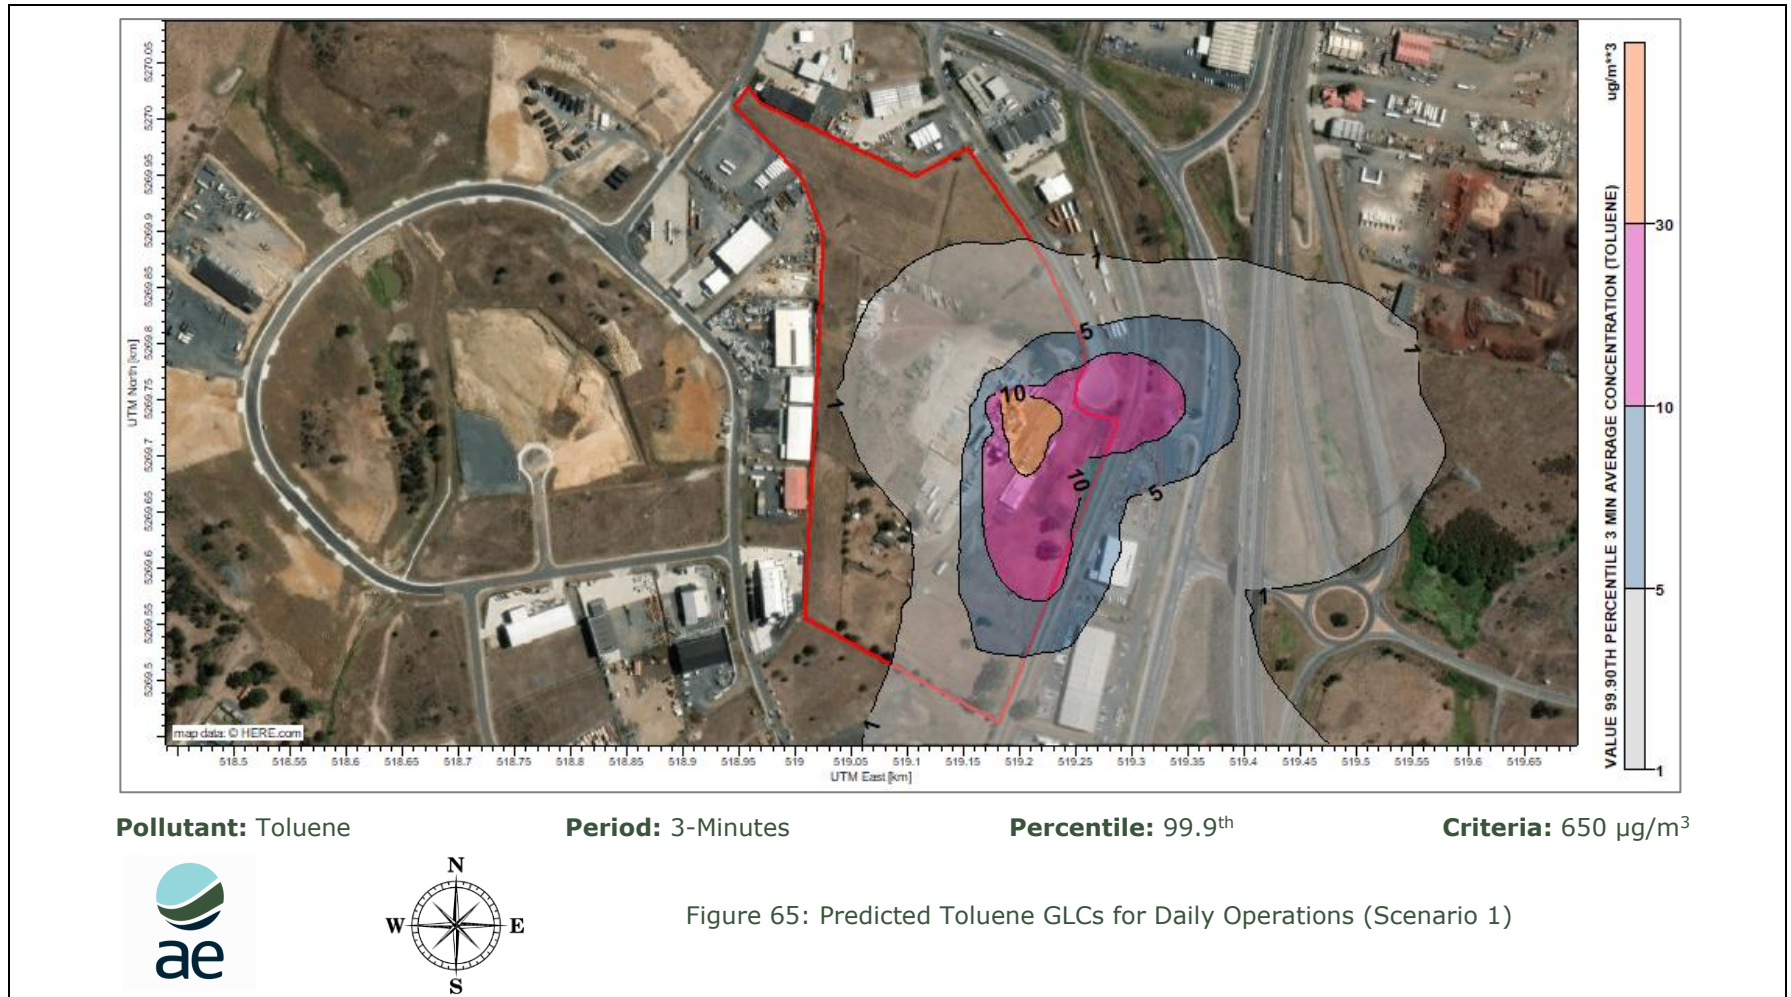 5270.05
5270
5269.95
5269.9
5269.85
5269.8
5269.75
5269.7
5269.65
5269.6
5269.55
5269.5
UTM North [km]
1
5
1
10
1
10
5
1
1
map data: © HERE.com
518.5 518.55 518.6 518.65 518.7 518.75 518.8 518.85 518.9 518.95 519 519.05 519.1 519.15 519.2 519.25 519.3 519.35 519.4 519.45 519.5 519.55 519.6 519.65
UTM East [km]
VALUE 99.90TH PERCENTILE 3 MIN AVERAGE CONCENTRATION (TOLUENE) ug/m**3
30
10
5
1
Pollutant: Toluene Period: 3-Minutes Percentile: 99.9th Criteria: 650 µg/m3
ae
N
W E
S
Figure 65: Predicted Toluene GLCs for Daily Operations (Scenario 1)